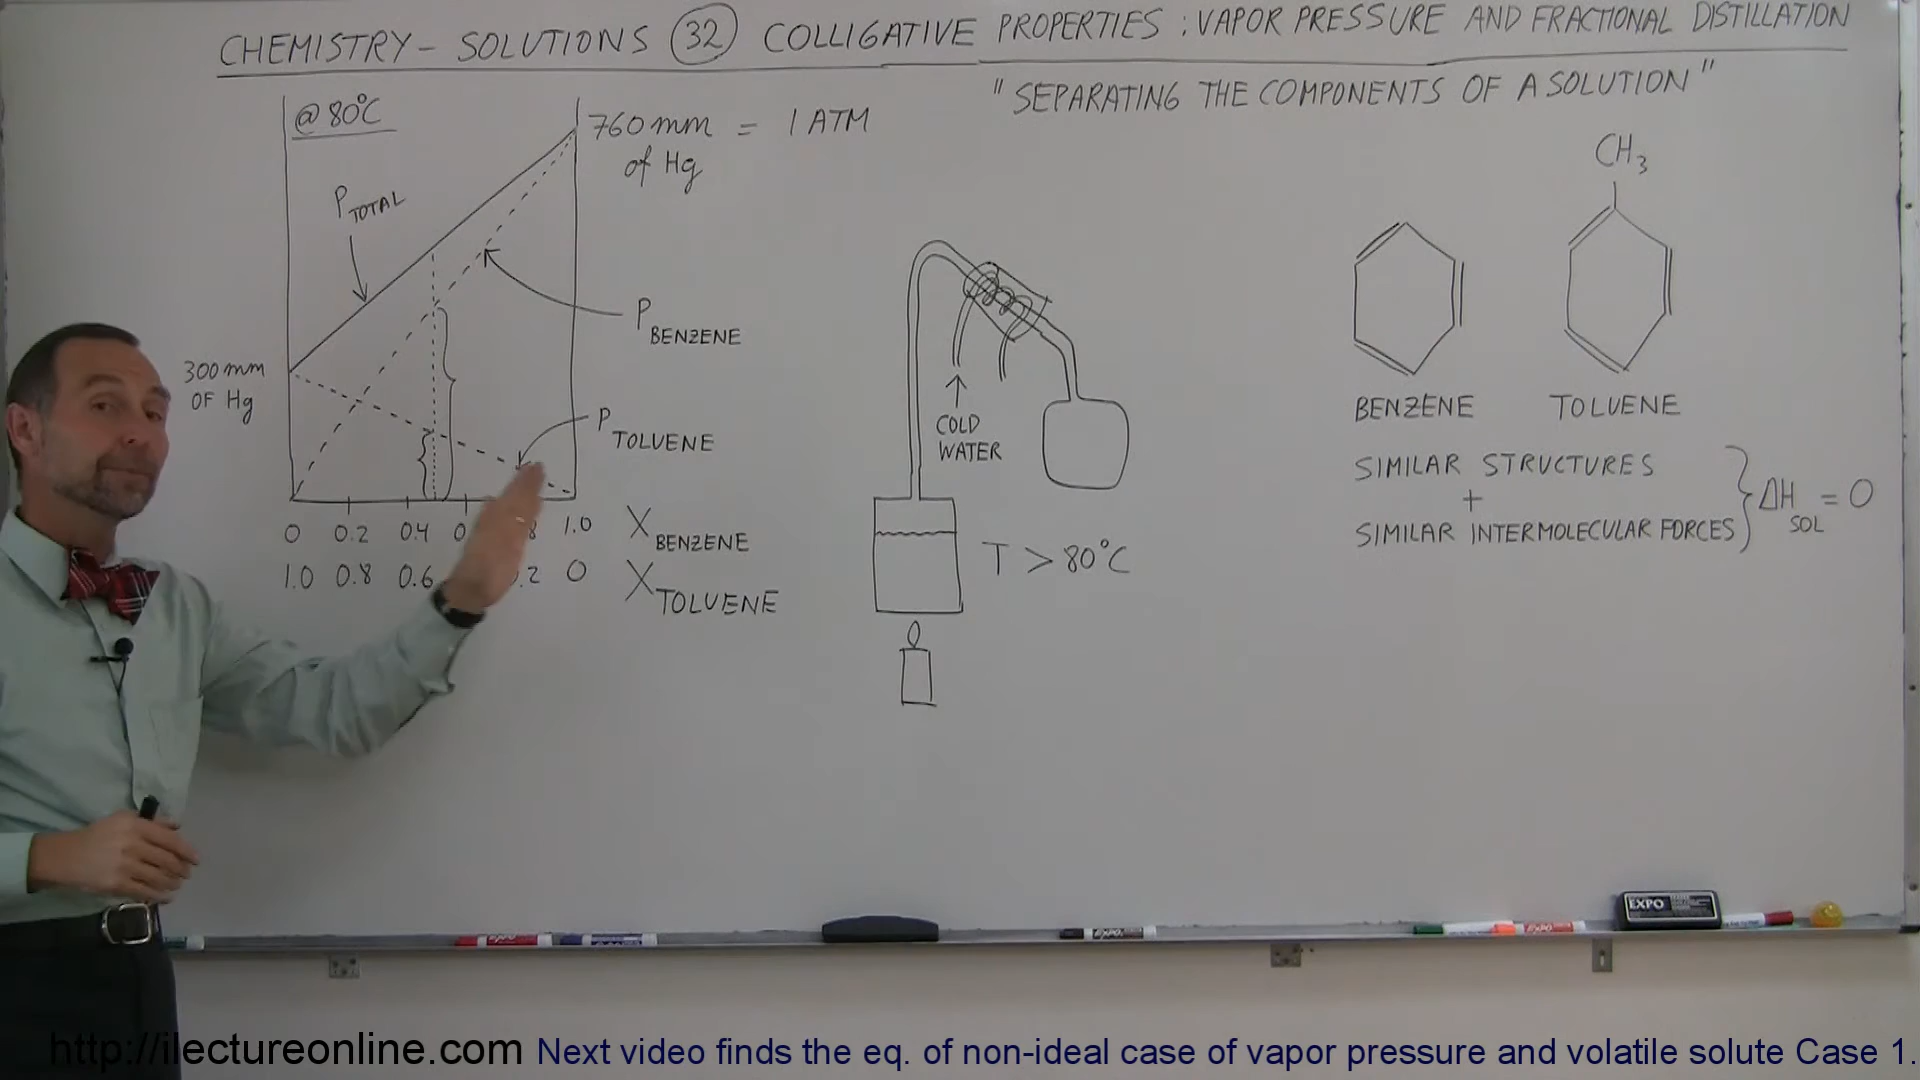 CHEMISTRY - SOLUTIONS 32 COLLIGATIVE PROPERTIES : VAPOR PRESSURE AND FRACTIONAL DISTILLATION
"SEPARATING THE COMPONENTS OF A SOLUTION"
@ 80°C
760 mm = 1 ATM
of Hg
P TOTAL
P BENZENE
300 mm
OF Hg
P TOLUENE
0 0.2 0.4 0 8 1.0 X BENZENE
1.0 0.8 0.6 .2 0 X TOLUENE
COLD
WATER
T > 80°C
CH3
BENZENE TOLUENE
SIMILAR STRUCTURES
+
SIMILAR INTERMOLECULAR FORCES
ΔH SOL = 0
EXPO
EXPO
http://ilectureonline.com Next video finds the eq. of non-ideal case of vapor pressure and volatile solute Case 1.